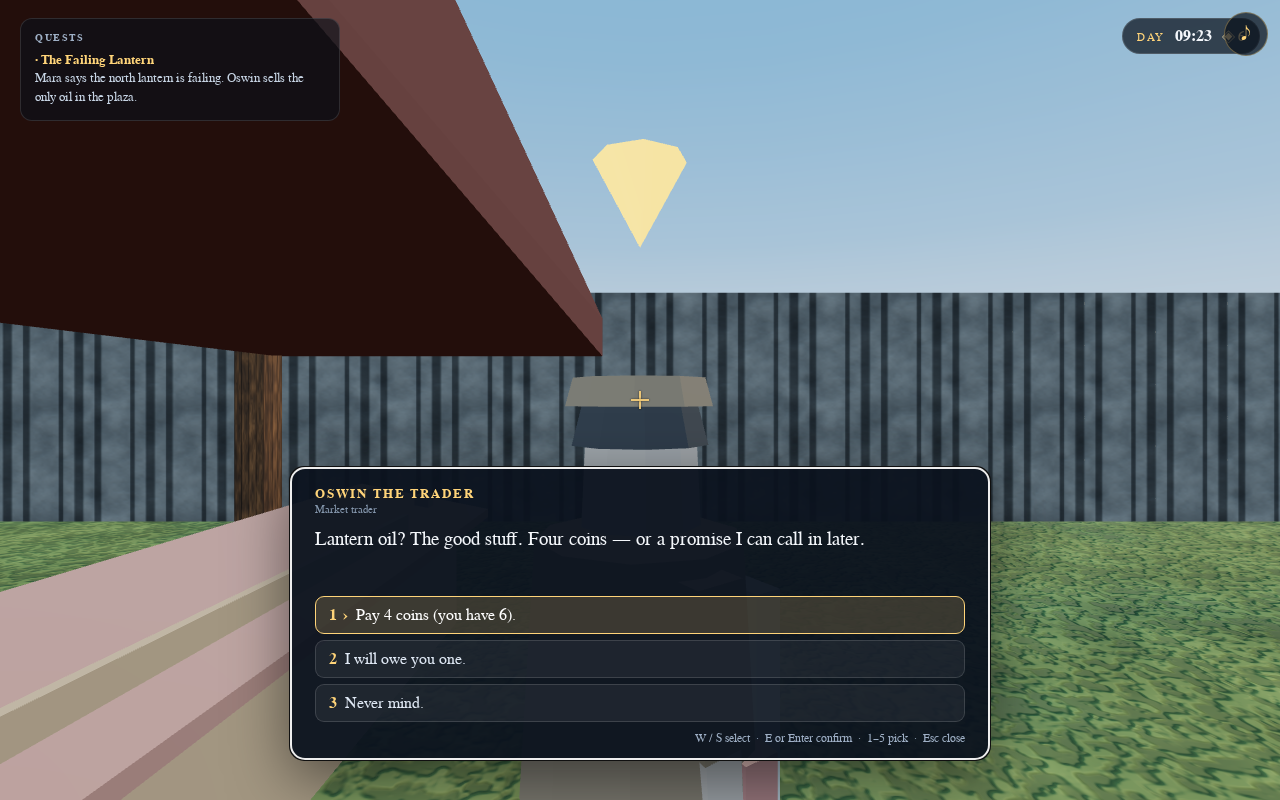 QUESTS
· The Failing Lantern
Mara says the north lantern is failing. Oswin sells the
only oil in the plaza.
DAY 09:23
OSWIN THE TRADER
Market trader
Lantern oil? The good stuff. Four coins — or a promise I can call in later.
1 › Pay 4 coins (you have 6).
2 I will owe you one.
3 Never mind.
W / S select · E or Enter confirm · 1–5 pick · Esc close